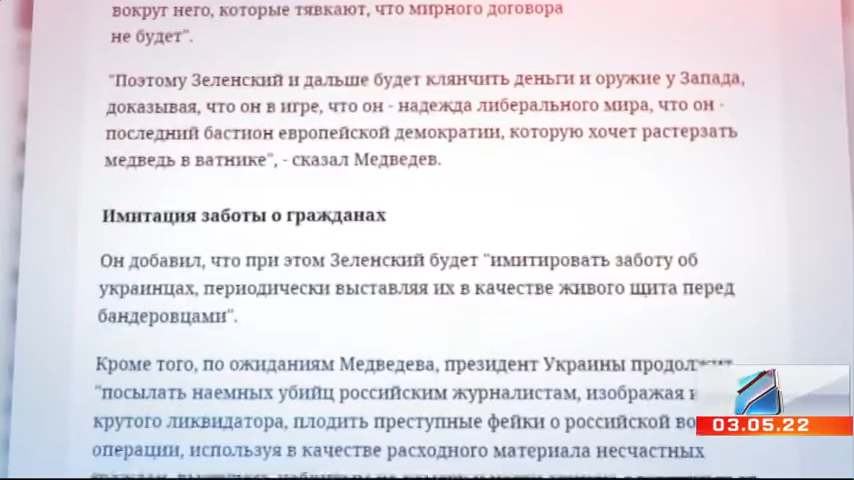 вокруг него, которые тявкают, что мирного договора
не будет".
"Поэтому Зеленский и дальше будет клянчить деньги и оружие у Запада,
доказывая, что он в игре, что он - надежда либерального мира, что он -
последний бастион европейской демократии, которую хочет растерзать
медведь в ватнике", - сказал Медведев.
Имитация заботы о гражданах
Он добавил, что при этом Зеленский будет "имитировать заботу об
украинцах, периодически выставляя их в качестве живого щита перед
бандеровцами".
Кроме того, по ожиданиям Медведева, президент Украины продолжит
"посылать наемных убийц российским журналистам, изображая
крутого ликвидатора, плодить преступные фейки о российской
операции, используя в качестве расходного материала несчастных
03.05.22